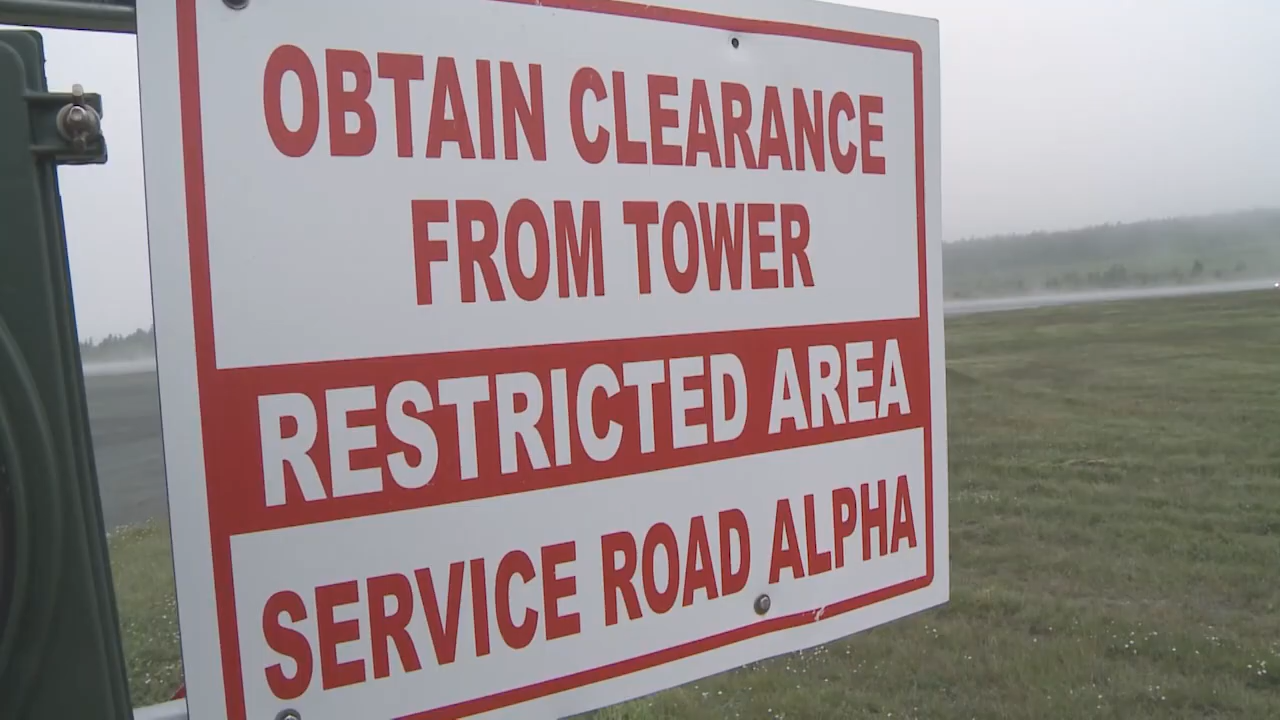 OBTAIN CLEARANCE
FROM TOWER
RESTRICTED AREA
SERVICE ROAD ALPHA